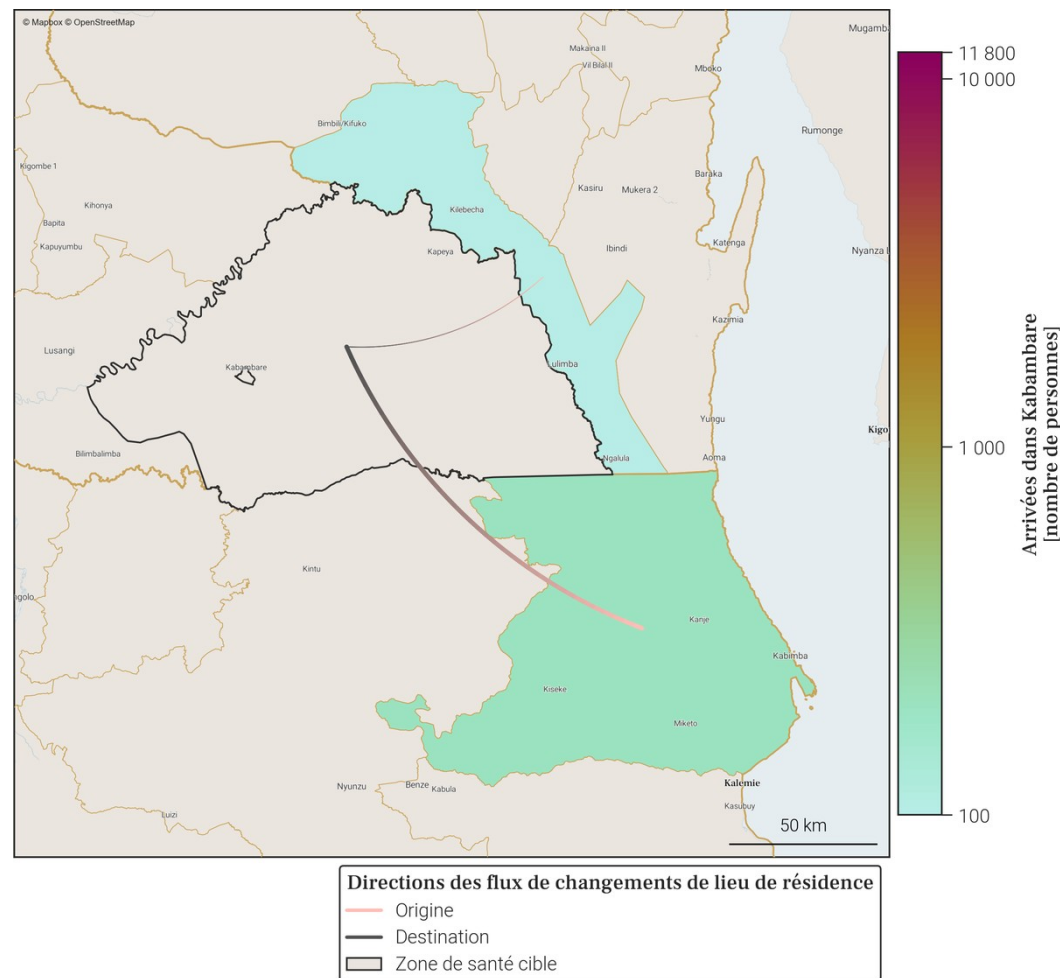 © Mapbox © OpenStreetMap
Mugamba
Makaina II
Vil Bilal II
Mboko
Bimbili/Kifuko
Rumonge
Kigombe 1
Baraka
Kasiru
Mukera 2
Kihonya
Kilebecha
Bapita
Kapuyumbu
Kapeya
Ibindi
Katenga
Nyanza
Kazimia
Lusangi
Kabambare
Lulimba
Yungu
Kigo
Bilimbalimba
Ngalula
Aoma
Kintu
golo
Kanje
Kabimba
Kiseke
Miketo
Nyunzu
Benze
Kabula
Kalemie
Kasubuy
Luizi
50 km
11 800
10 000
1 000
100
Arrivées dans Kabambare
[nombre de personnes]
Directions des flux de changements de lieu de résidence
Origine
Destination
Zone de santé cible